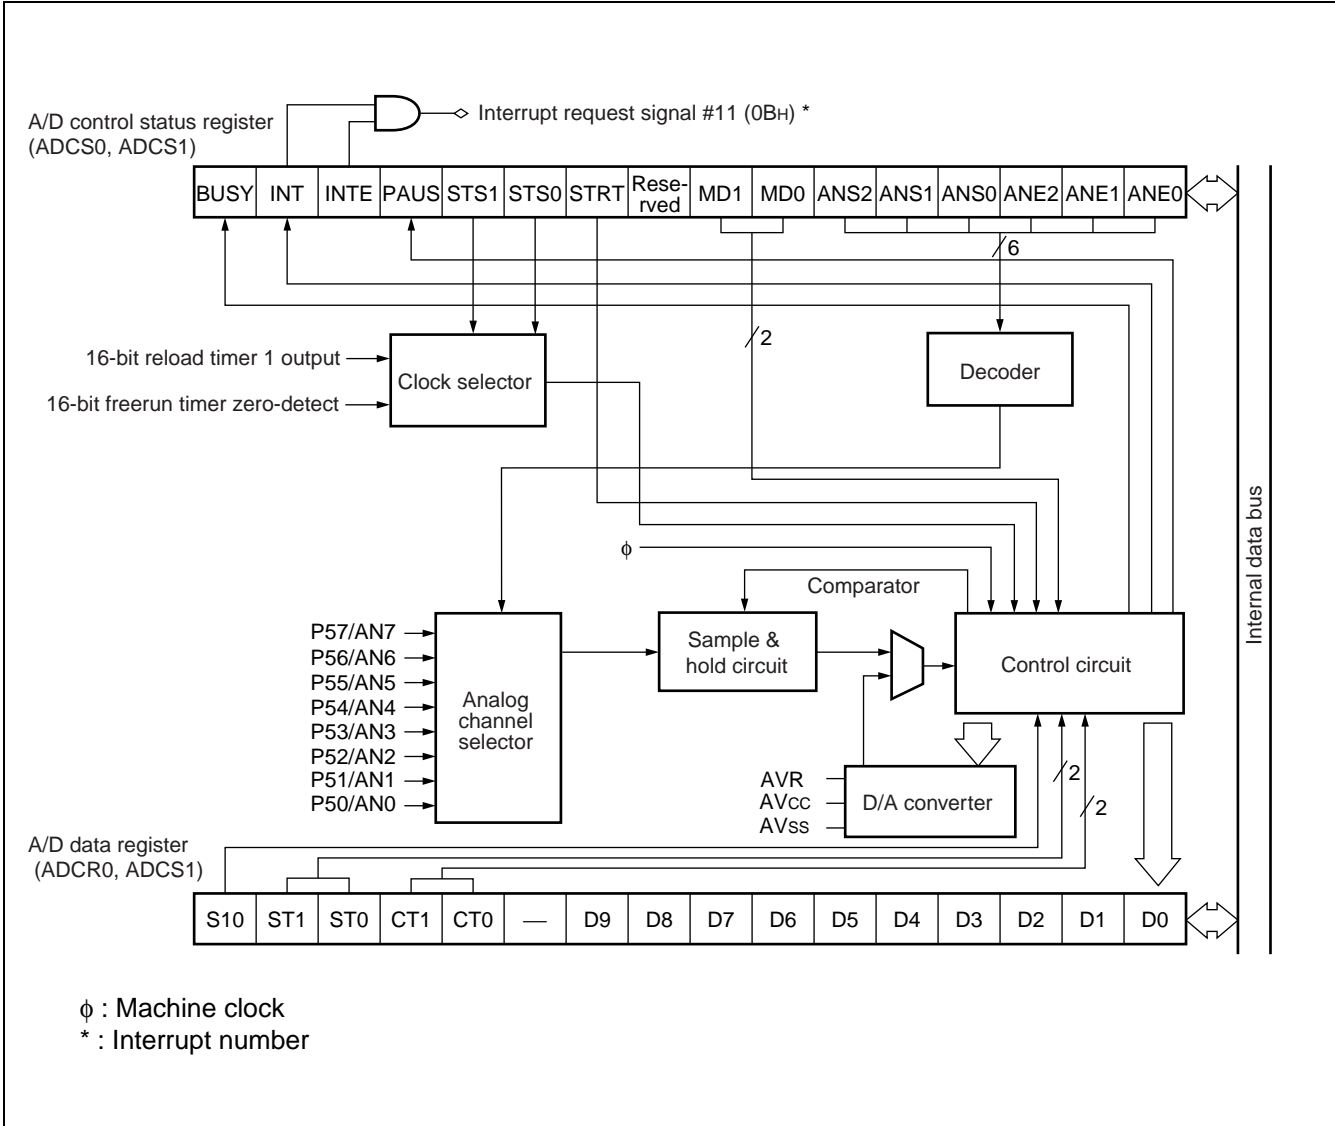 Interrupt request signal #11 (0BH) *
A/D control status register
(ADCS0, ADCS1)
BUSY INT INTE PAUS STS1 STS0 STRT Rese-
rved MD1 MD0 ANS2 ANS1 ANS0 ANE2 ANE1 ANE0
6
2
16-bit reload timer 1 output
Clock selector
Decoder
16-bit freerun timer zero-detect
Internal data bus
ϕ
Comparator
P57/AN7
P56/AN6
P55/AN5
P54/AN4
P53/AN3
P52/AN2
P51/AN1
P50/AN0
Analog
channel
selector
Sample &
hold circuit
Control circuit
AVR
AVCC
AVSS
D/A converter
2
2
A/D data register
(ADCR0, ADCS1)
S10 ST1 ST0 CT1 CT0 — D9 D8 D7 D6 D5 D4 D3 D2 D1 D0
ϕ : Machine clock
* : Interrupt number